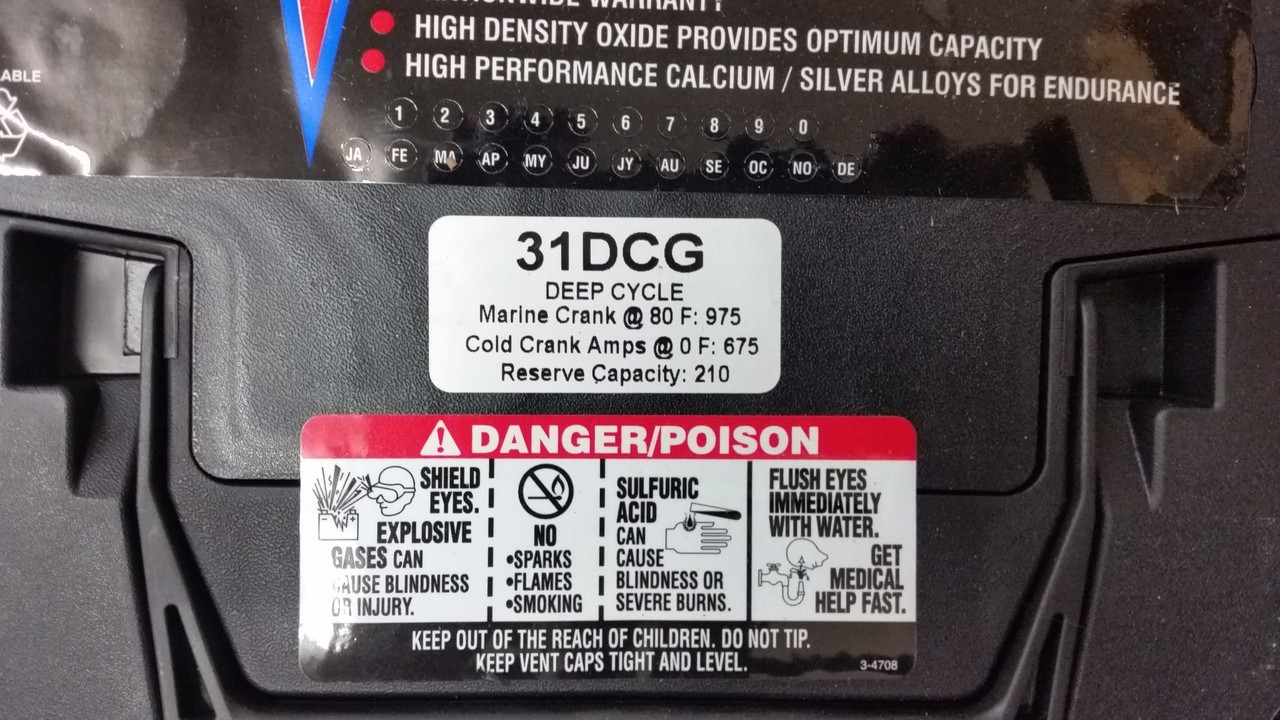 NATIONWIDE WARRANTY
HIGH DENSITY OXIDE PROVIDES OPTIMUM CAPACITY
HIGH PERFORMANCE CALCIUM / SILVER ALLOYS FOR ENDURANCE
1 2 3 4 5 6 7 8 9 0
JA FE MA AP MY JU JY AU SE OC NO DE
31DCG
DEEP CYCLE
Marine Crank @ 80 F: 975
Cold Crank Amps @ 0 F: 675
Reserve Capacity: 210
DANGER/POISON
SHIELD
EYES.
EXPLOSIVE
GASES CAN
CAUSE BLINDNESS
OR INJURY.
NO
•SPARKS
•FLAMES
•SMOKING
SULFURIC
ACID
CAN
CAUSE
BLINDNESS OR
SEVERE BURNS.
FLUSH EYES
IMMEDIATELY
WITH WATER.
GET
MEDICAL
HELP FAST.
KEEP OUT OF THE REACH OF CHILDREN. DO NOT TIP.
KEEP VENT CAPS TIGHT AND LEVEL.
3-4708